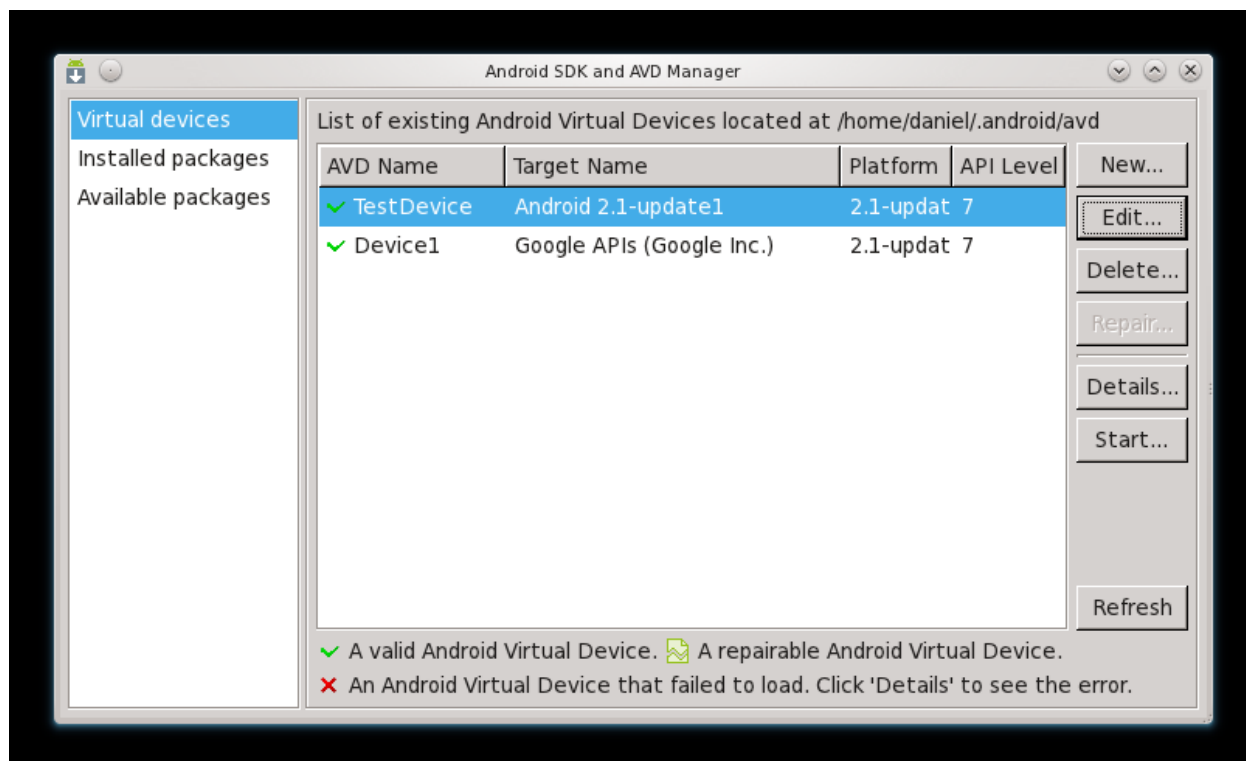 Android SDK and AVD Manager
Virtual devices
Installed packages
Available packages
List of existing Android Virtual Devices located at /home/daniel/.android/avd
AVD Name Target Name Platform API Level
TestDevice Android 2.1-update1 2.1-updat 7
Device1 Google APIs (Google Inc.) 2.1-updat 7
New...
Edit...
Delete...
Repair...
Details...
Start...
Refresh
A valid Android Virtual Device. A repairable Android Virtual Device.
An Android Virtual Device that failed to load. Click 'Details' to see the error.